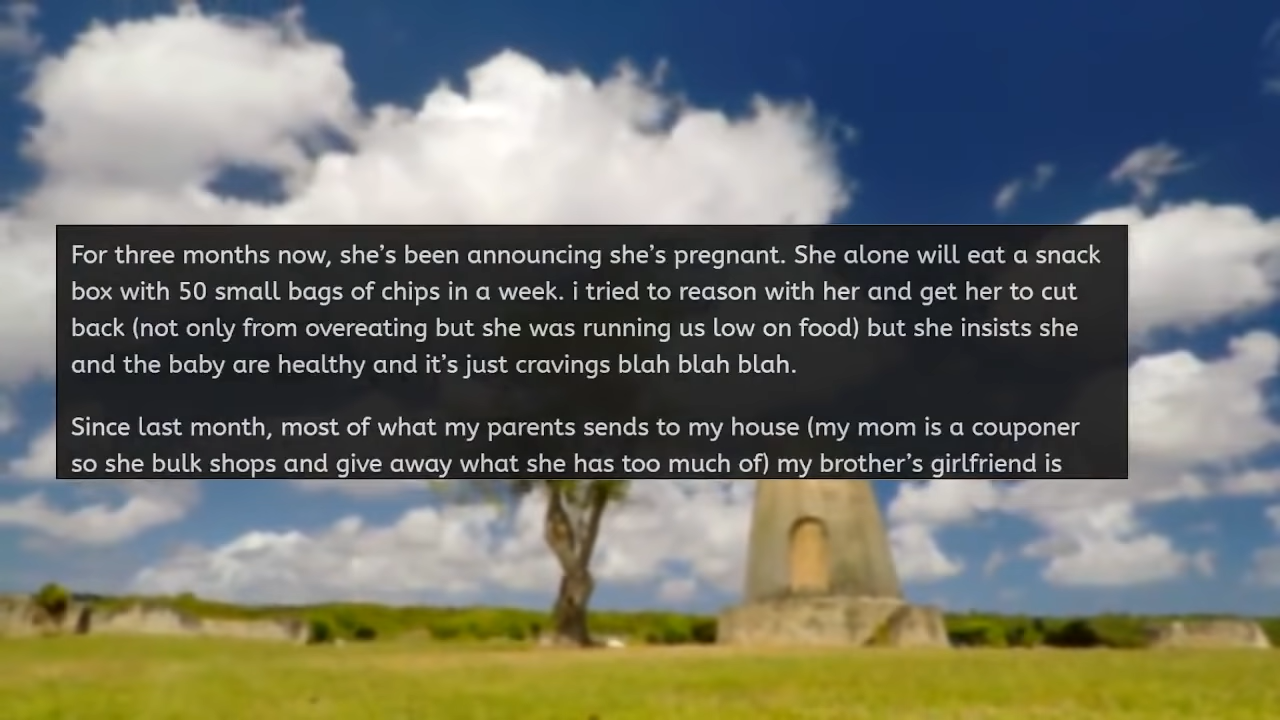 For three months now, she’s been announcing she’s pregnant. She alone will eat a snack
box with 50 small bags of chips in a week. i tried to reason with her and get her to cut
back (not only from overeating but she was running us low on food) but she insists she
and the baby are healthy and it’s just cravings blah blah blah.
Since last month, most of what my parents sends to my house (my mom is a couponer
so she bulk shops and give away what she has too much of) my brother’s girlfriend is